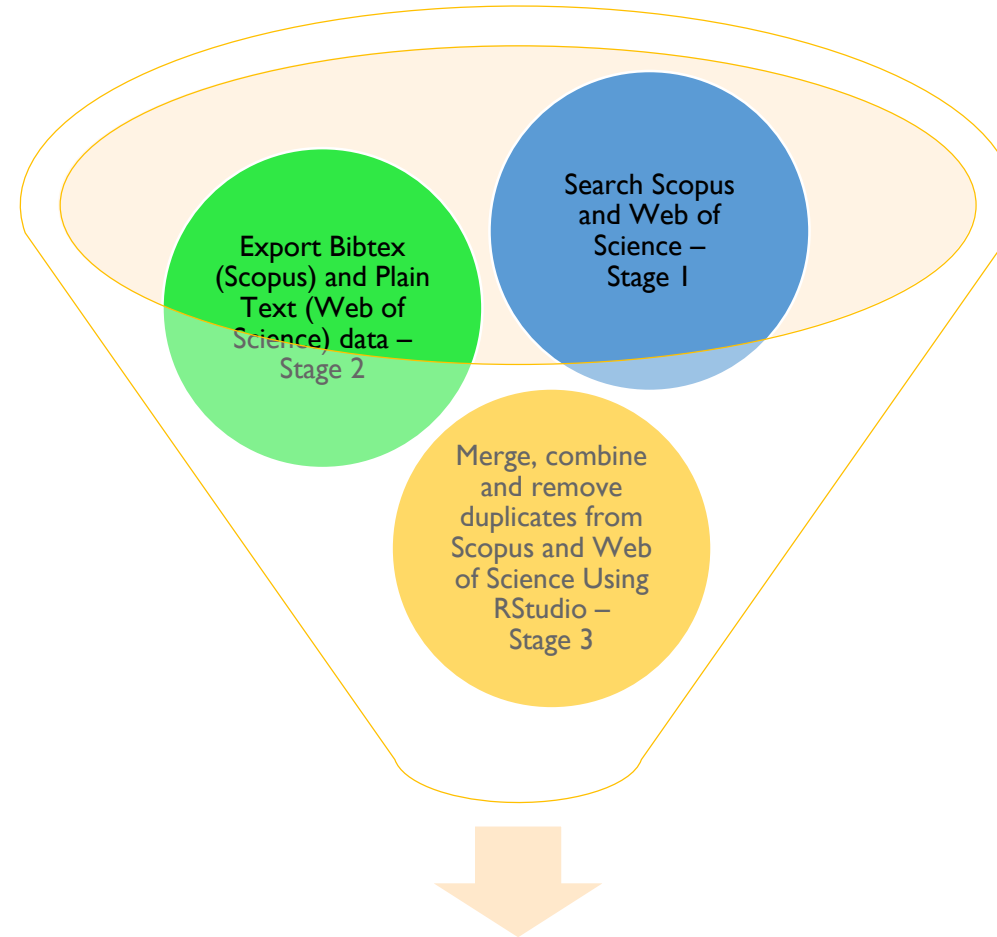 Search Scopus
and Web of
Science –
Stage 1
Export Bibtex
(Scopus) and Plain
Text (Web of
Science) data –
Stage 2
Merge, combine
and remove
duplicates from
Scopus and Web
of Science Using
RStudio –
Stage 3